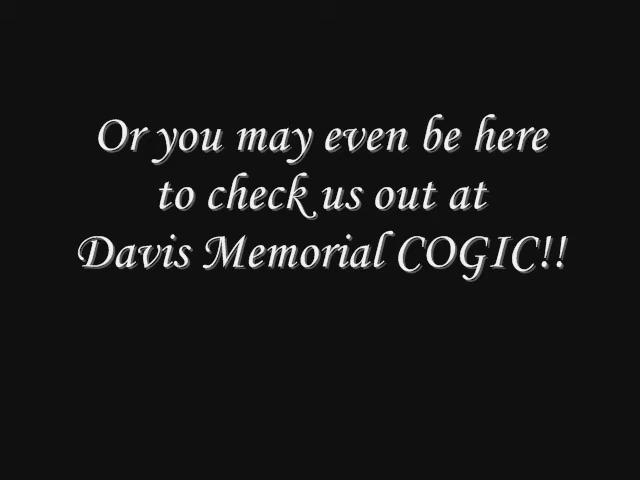 Or you may even be here
to check us out at
Davis Memorial COGIC!!